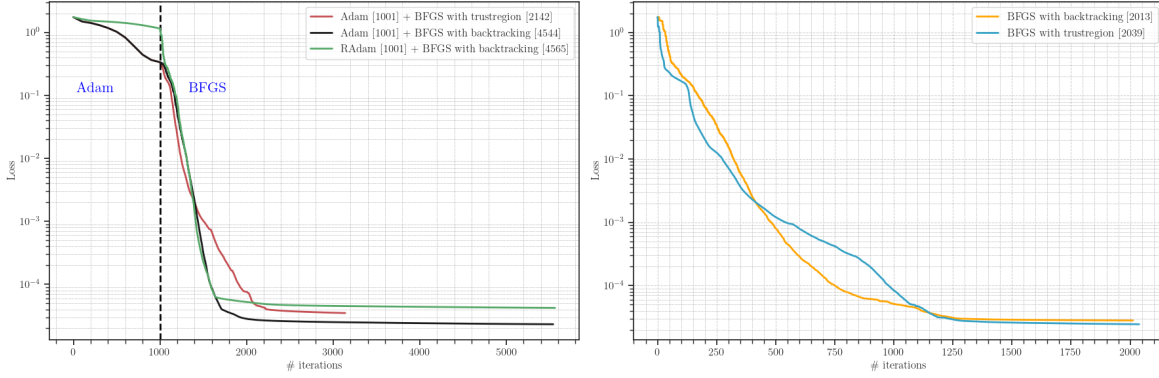 Adam [1001] + BFGS with trustregion [2142]
Adam [1001] + BFGS with backtracking [4544]
RAdam [1001] + BFGS with backtracking [4565]
Adam
BFGS
Loss
10⁰
10⁻¹
10⁻²
10⁻³
10⁻⁴
0 1000 2000 3000 4000 5000
# iterations
BFGS with backtracking [2013]
BFGS with trustregion [2039]
Loss
10⁰
10⁻¹
10⁻²
10⁻³
10⁻⁴
0 250 500 750 1000 1250 1500 1750 2000
# iterations